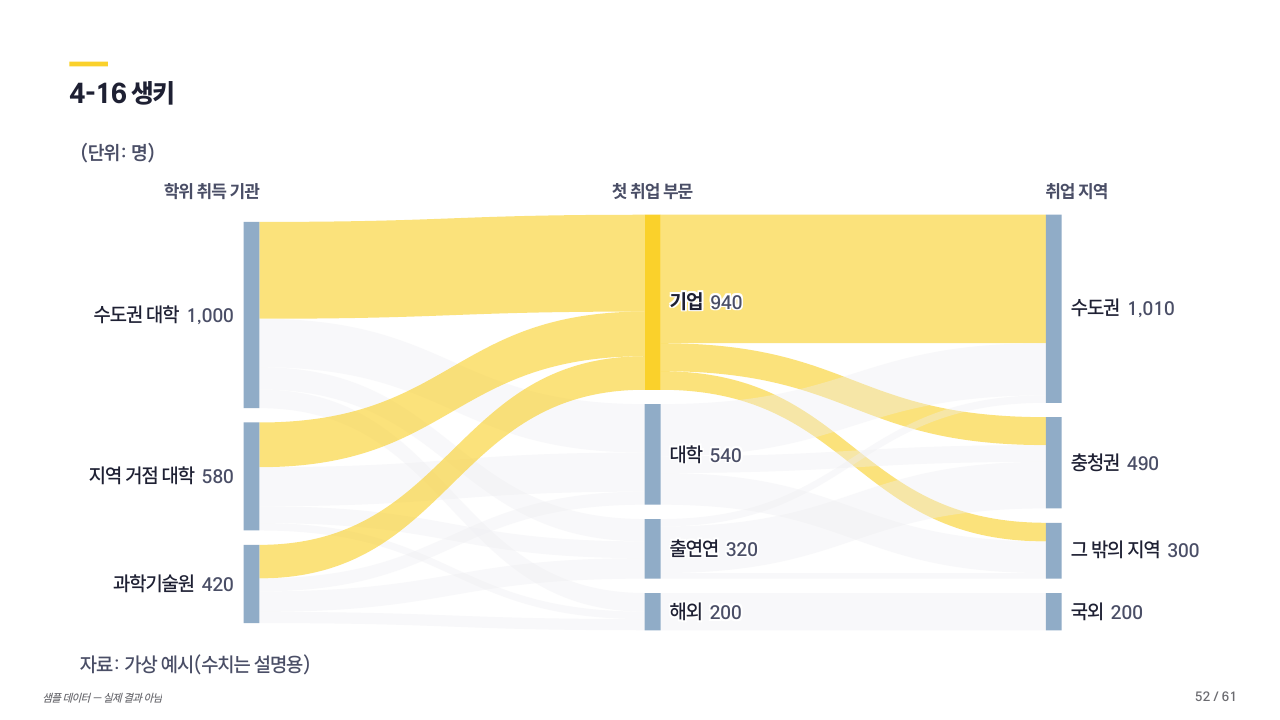 4-16 생키
(단위: 명)
학위 취득 기관
첫 취업 부문
취업 지역
수도권 대학 1,000
지역 거점 대학 580
과학기술원 420
기업 940
대학 540
출연연 320
해외 200
수도권 1,010
충청권 490
그 밖의 지역 300
국외 200
자료: 가상 예시(수치는 설명용)
샘플 데이터 — 실제 결과 아님
52 / 61